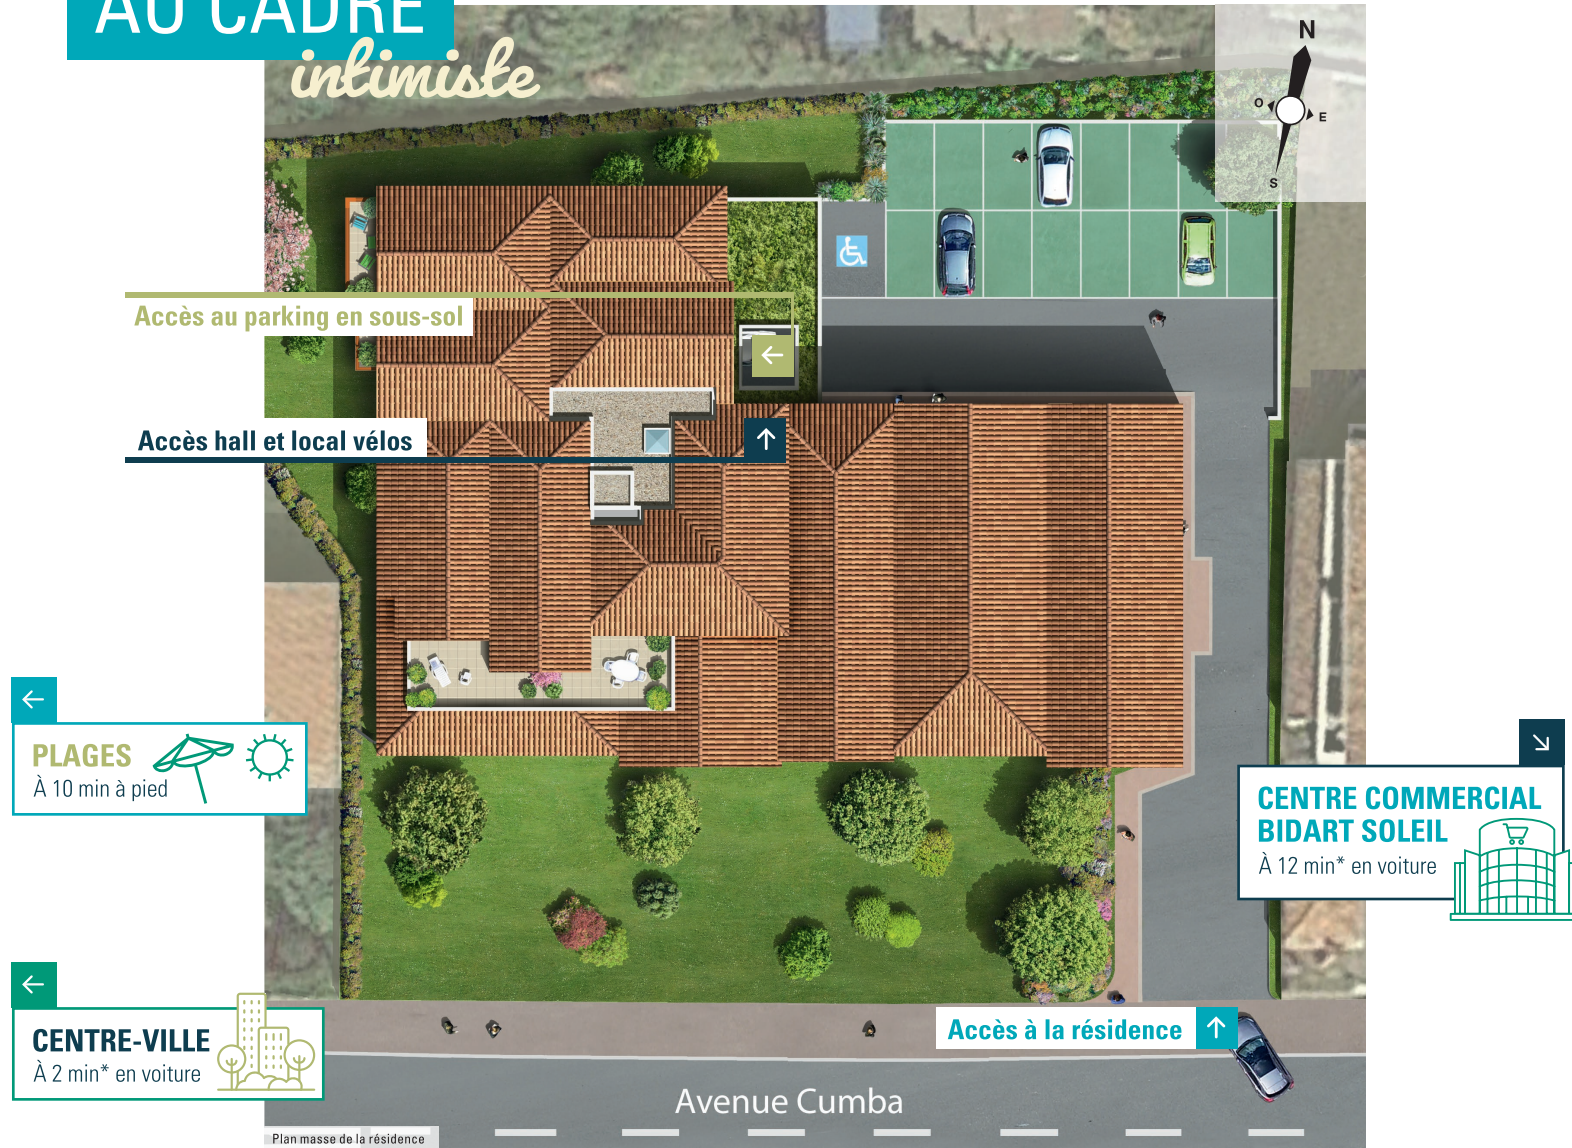 AU CADRE
intimiste
N
O
E
S
Accès au parking en sous-sol
Accès hall et local vélos
PLAGES
À 10 min à pied
CENTRE COMMERCIAL
BIDART SOLEIL
À 12 min* en voiture
CENTRE-VILLE
À 2 min* en voiture
Accès à la résidence
Avenue Cumba
Plan masse de la résidence